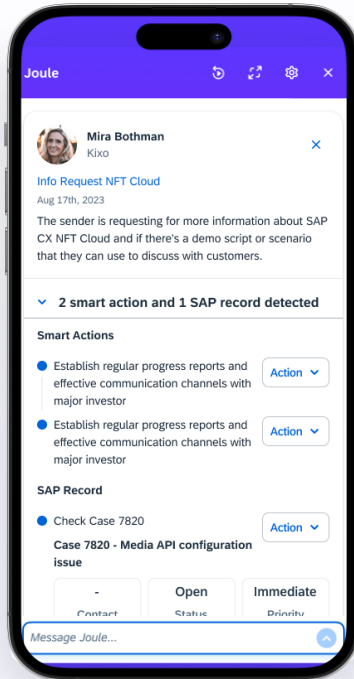 Joule
Mira Bothman
Kixo
Info Request NFT Cloud
Aug 17th, 2023
The sender is requesting for more information about SAP
CX NFT Cloud and if there's a demo script or scenario
that they can use to discuss with customers.
2 smart action and 1 SAP record detected
Smart Actions
Establish regular progress reports and
effective communication channels with
major investor
Action
Establish regular progress reports and
effective communication channels with
major investor
Action
SAP Record
Check Case 7820
Action
Case 7820 - Media API configuration
issue
- Open Immediate
Contact Status Priority
Message Joule...